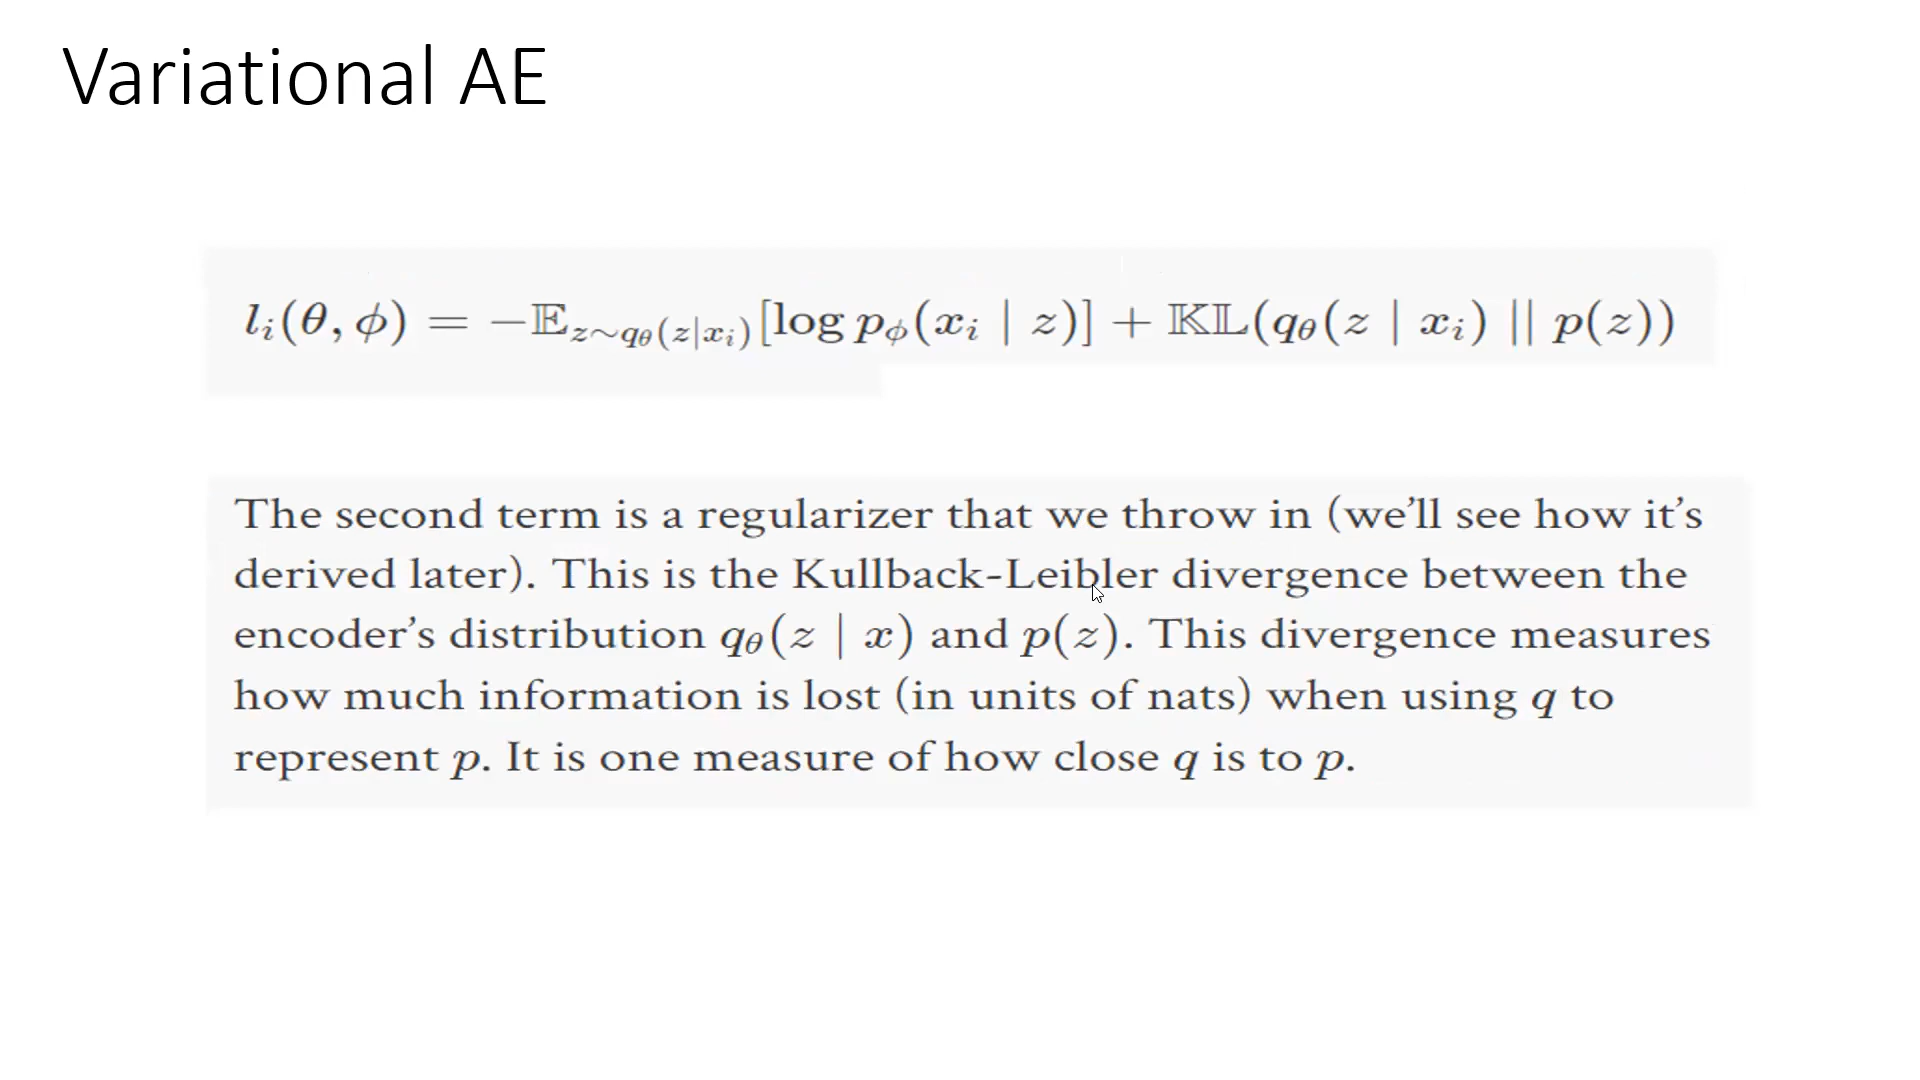 Variational AE
l_i(θ, ϕ) = −𝔼_{z∼q_θ(z|x_i)}[log p_ϕ(x_i | z)] + 𝕂𝕃(q_θ(z | x_i) || p(z))
The second term is a regularizer that we throw in (we’ll see how it’s
derived later). This is the Kullback-Leibler divergence between the
encoder’s distribution q_θ(z | x) and p(z). This divergence measures
how much information is lost (in units of nats) when using q to
represent p. It is one measure of how close q is to p.